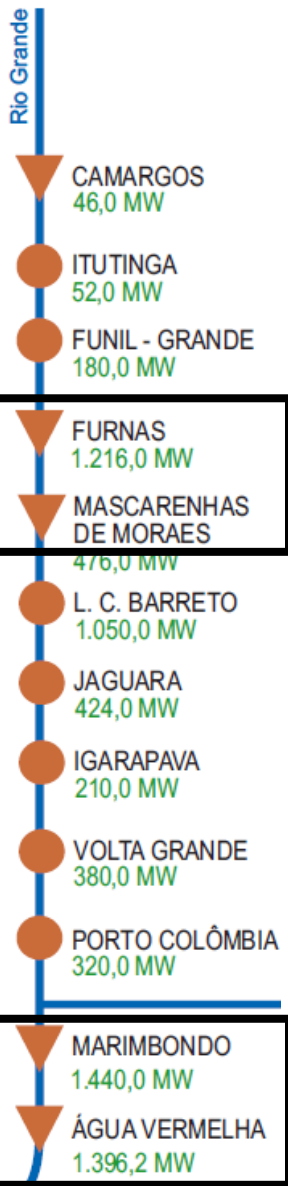 Rio Grande
CAMARGOS
46,0 MW
ITUTINGA
52,0 MW
FUNIL - GRANDE
180,0 MW
FURNAS
1.216,0 MW
MASCARENHAS
DE MORAES
476,0 MW
L. C. BARRETO
1.050,0 MW
JAGUARA
424,0 MW
IGARAPAVA
210,0 MW
VOLTA GRANDE
380,0 MW
PORTO COLÔMBIA
320,0 MW
MARIMBONDO
1.440,0 MW
ÁGUA VERMELHA
1.396,2 MW